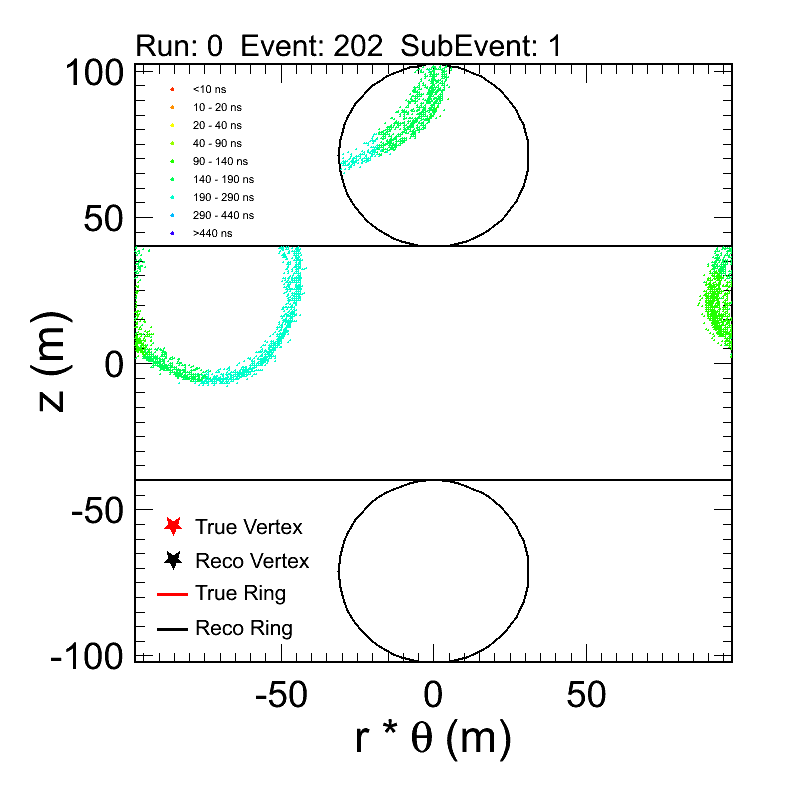 Run: 0  Event: 202  SubEvent: 1
100
<10 ns
10 - 20 ns
20 - 40 ns
40 - 90 ns
90 - 140 ns
140 - 190 ns
190 - 290 ns
290 - 440 ns
>440 ns
50
0
z (m)
-50
True Vertex
Reco Vertex
True Ring
Reco Ring
-100
-50 0 50
r * θ (m)